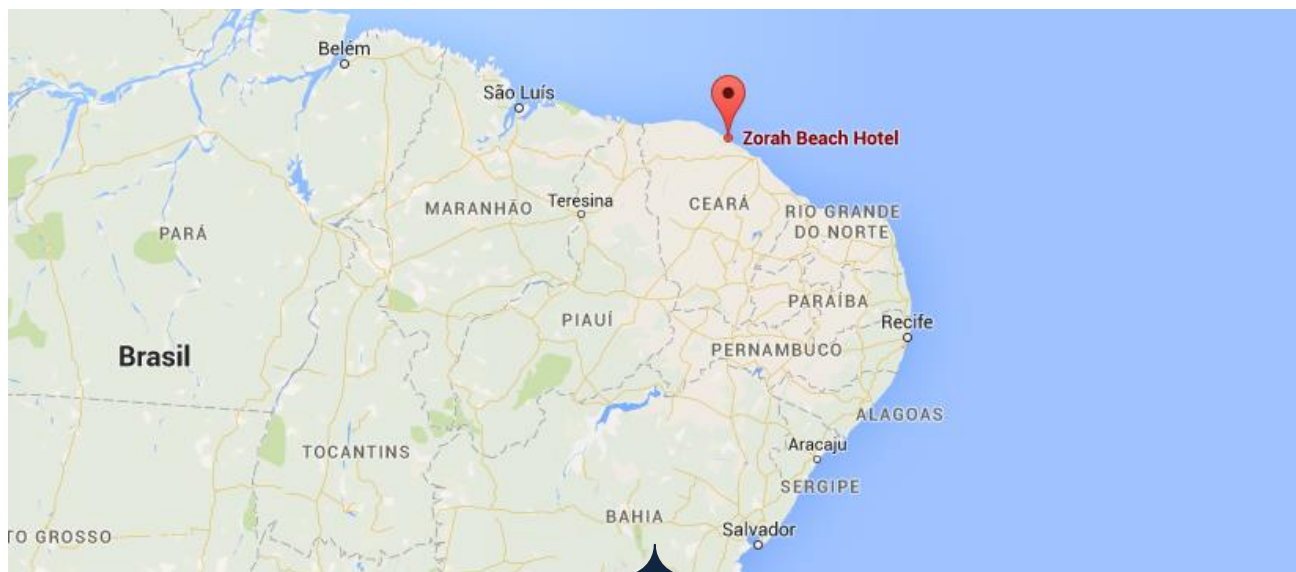 Belém
São Luís
Zorah Beach Hotel
Teresina
MARANHÃO
CEARÁ
RIO GRANDE
DO NORTE
PARÁ
PARAÍBA
PIAUÍ
Recife
PERNAMBUCO
Brasil
ALAGOAS
Aracaju
TOCANTINS
SERGIPE
BAHIA
Salvador
TO GROSSO